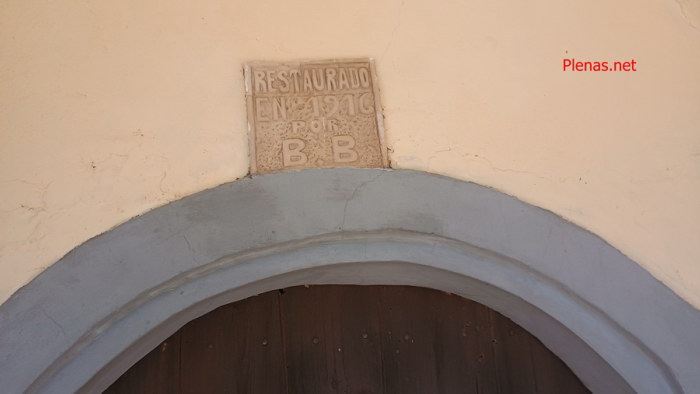 Plenas.net
RESTAURADO
EN 1916
POR
B B